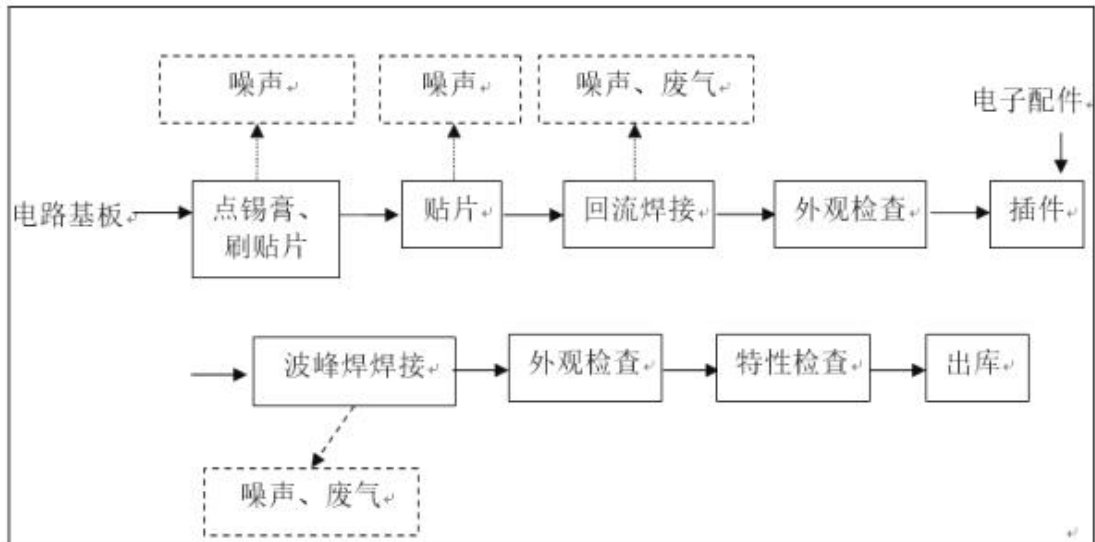 噪声
噪声
噪声、废气
电子配件
电路基板
点锡膏、
刷贴片
贴片
回流焊接
外观检查
插件
波峰焊焊接
外观检查
特性检查
出库
噪声、废气